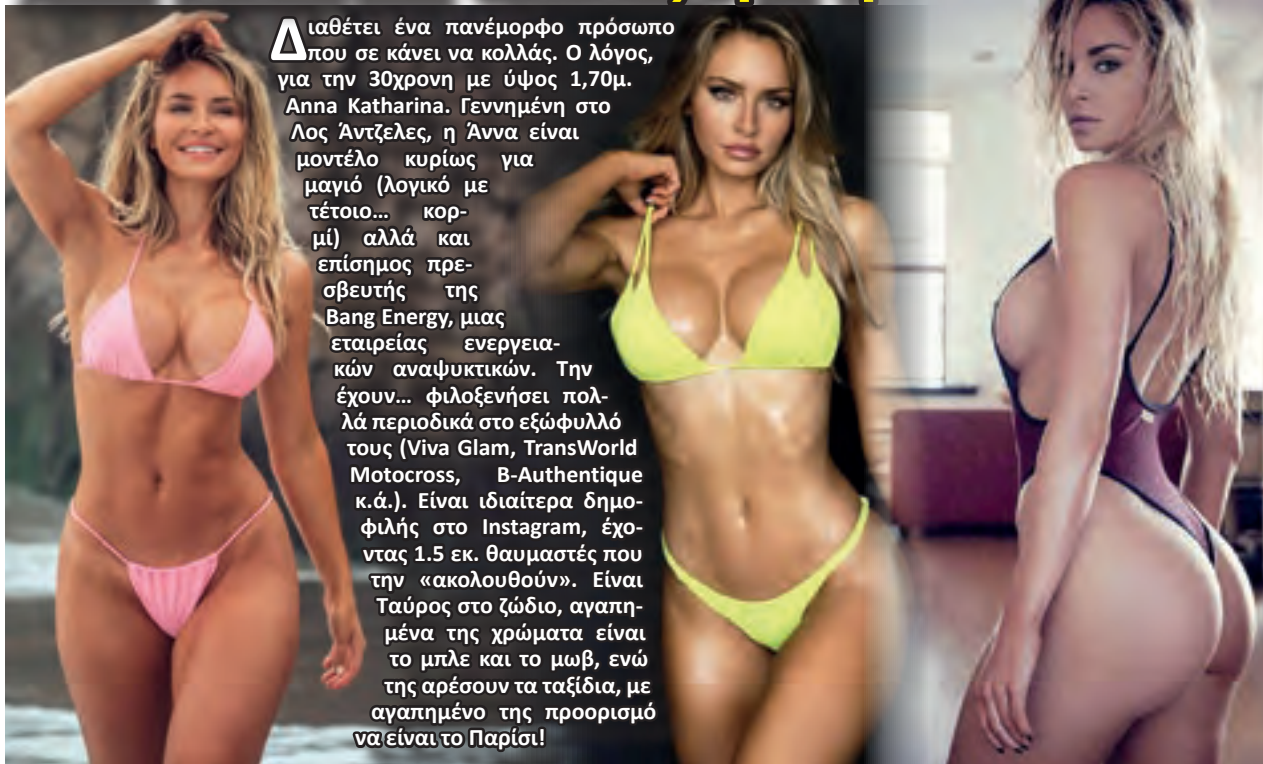 Διαθέτει ένα πανέμορφο πρόσωπο
που σε κάνει να κολλάς. Ο λόγος,
για την 30χρονη με ύψος 1,70μ.
Anna Katharina. Γεννημένη στο
Λος Άντζελες, η Άννα είναι
μοντέλο κυρίως για
μαγιό (λογικό με
τέτοιο... κορ-
μί) αλλά και
επίσημος πρε-
σβευτής της
Bang Energy, μιας
εταιρείας ενεργεια-
κών αναψυκτικών. Την
έχουν... φιλοξενήσει πολ-
λά περιοδικά στο εξώφυλλό
τους (Viva Glam, TransWorld
Motocross, B-Authentique
κ.ά.). Είναι ιδιαίτερα δημο-
φιλής στο Instagram, έχο-
ντας 1.5 εκ. θαυμαστές που
την «ακολουθούν». Είναι
Ταύρος στο ζώδιο, αγαπη-
μένα της χρώματα είναι
το μπλε και το μωβ, ενώ
της αρέσουν τα ταξίδια, με
αγαπημένο της προορισμό
να είναι το Παρίσι!